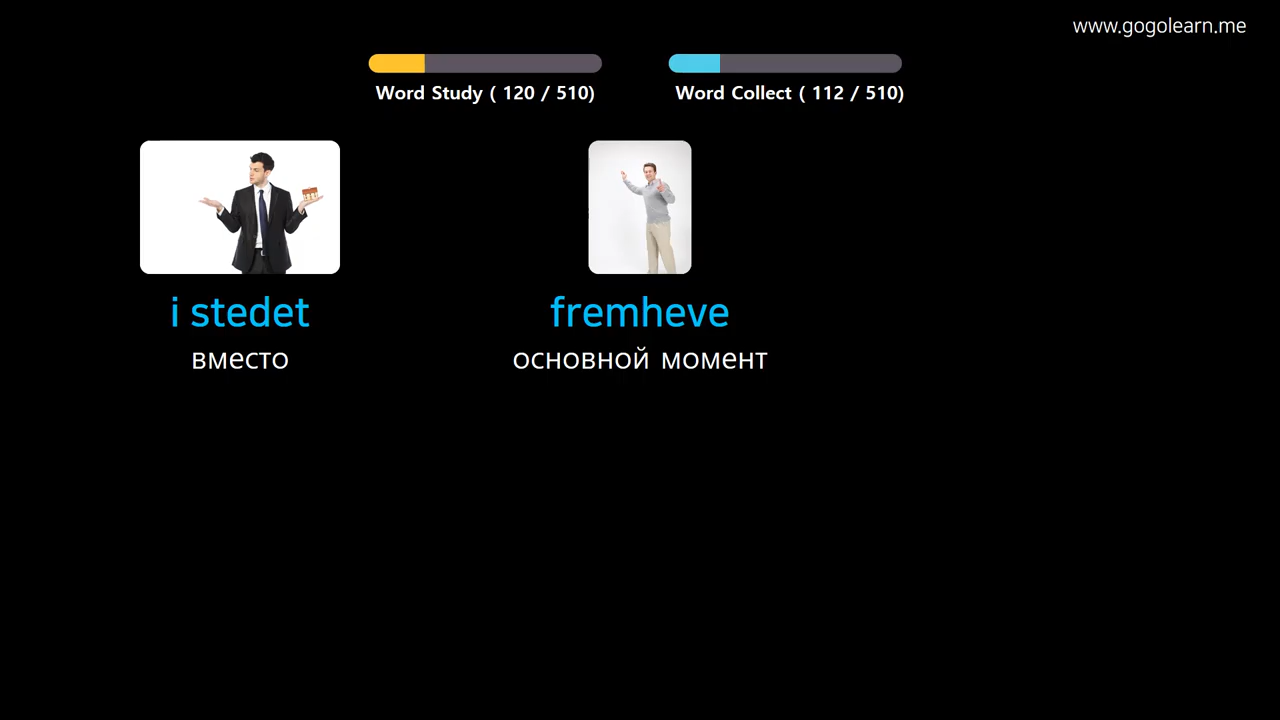 www.gogolearn.me
Word Study ( 120 / 510)
Word Collect ( 112 / 510)
i stedet
вместо
fremheve
основной момент